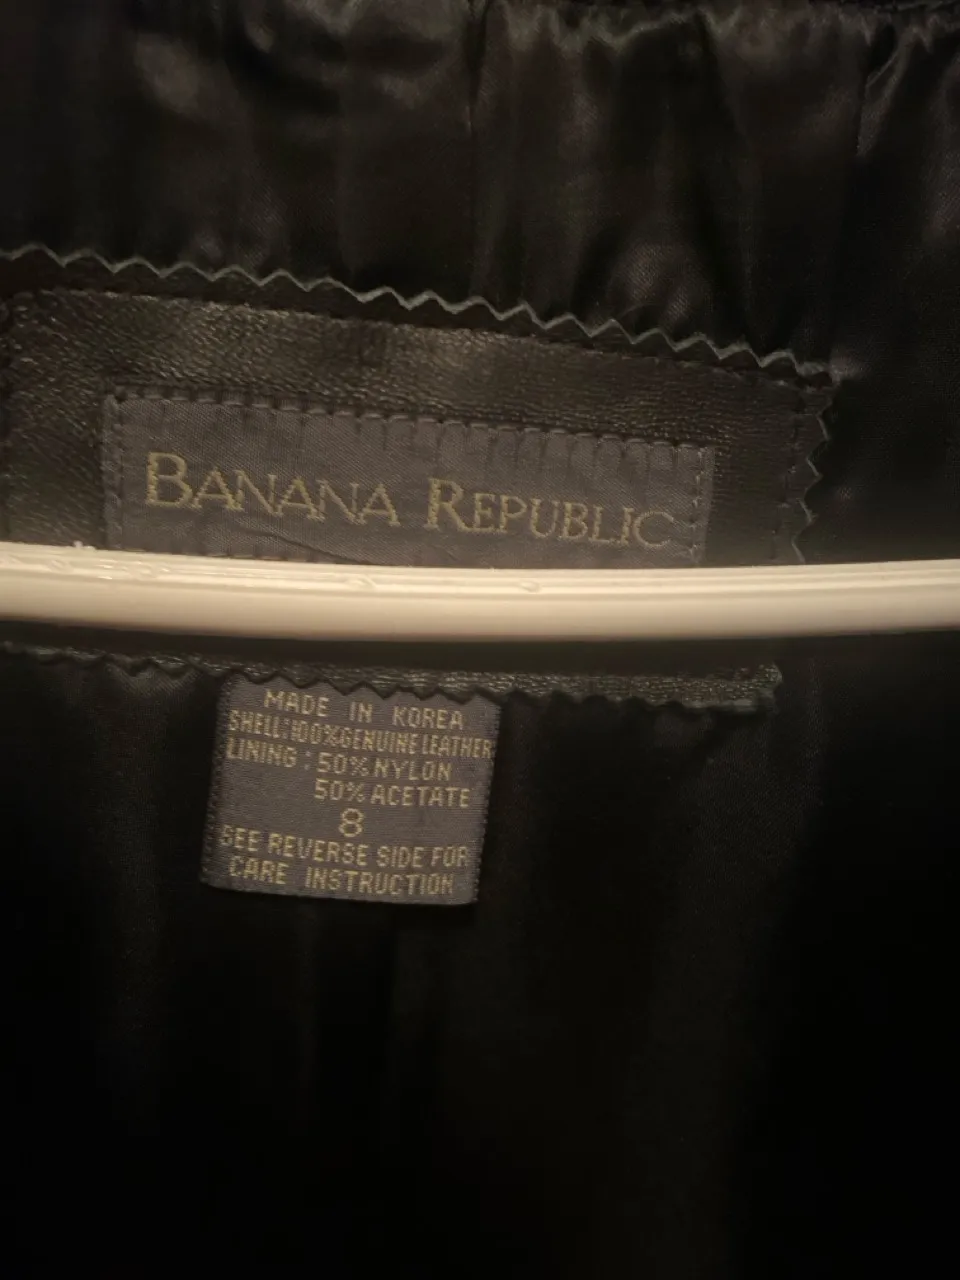 BANANA REPUBLIC
MADE IN KOREA
SHELL:100%GENUINE LEATHER
LINING : 50% NYLON
50% ACETATE
8
SEE REVERSE SIDE FOR
CARE INSTRUCTION